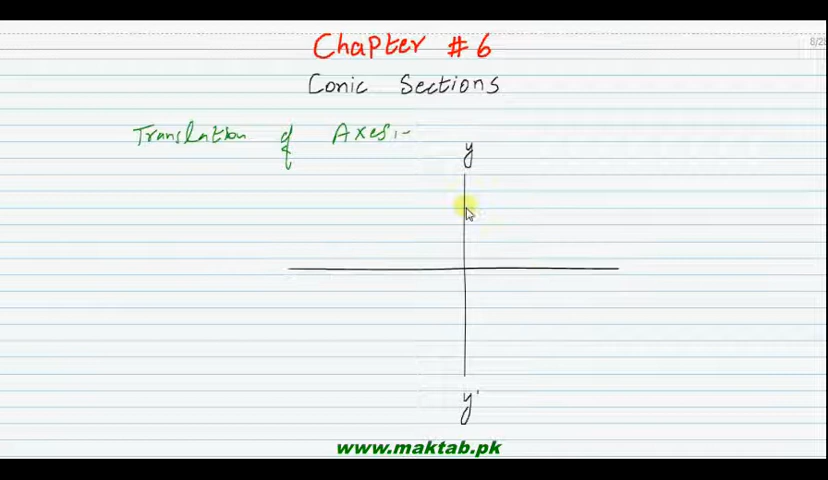 Chapter # 6
Conic Sections
Translation of Axes:-
y
y'
www.maktab.pk